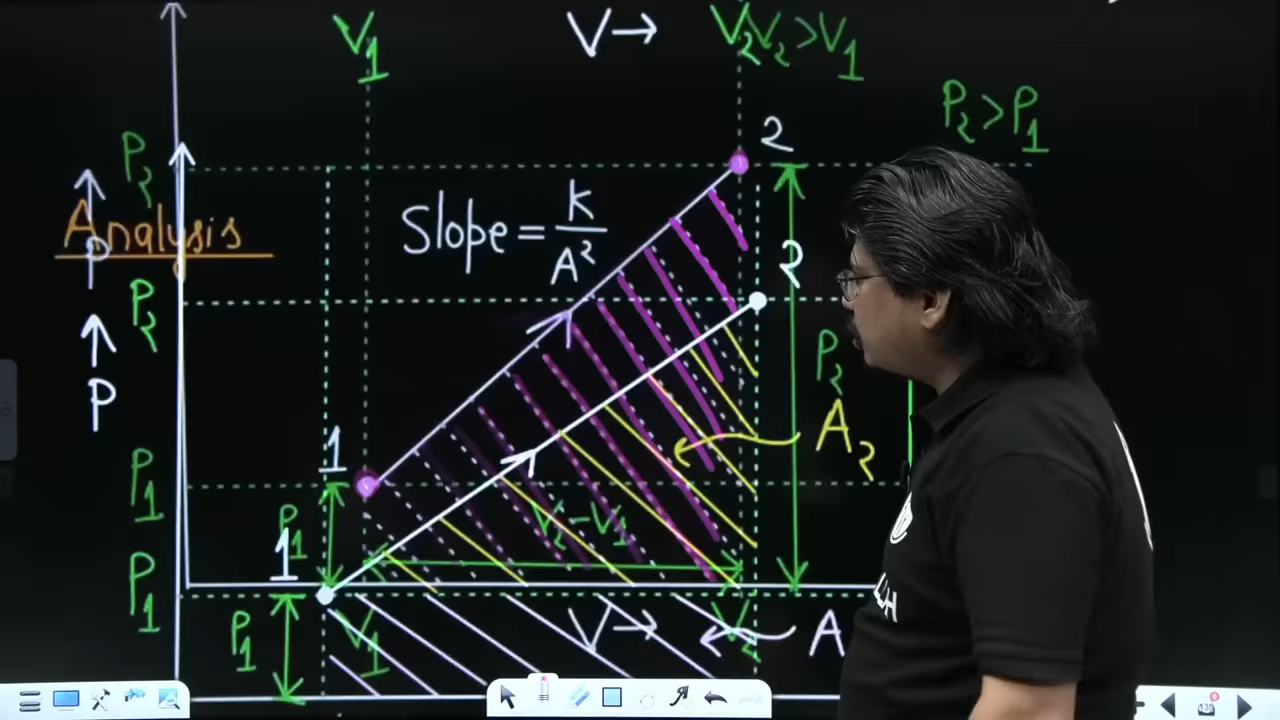 V₁
V→
V₂
V₂>V₁
P₂>P₁
P₂
2
Analysis
P
Slope = K/A²
P₂
2
P
P₂
A₂
1
P₁
P₁
V₂-V₁
1
P₁
P₁
V₁
V→
V₂
A
LH